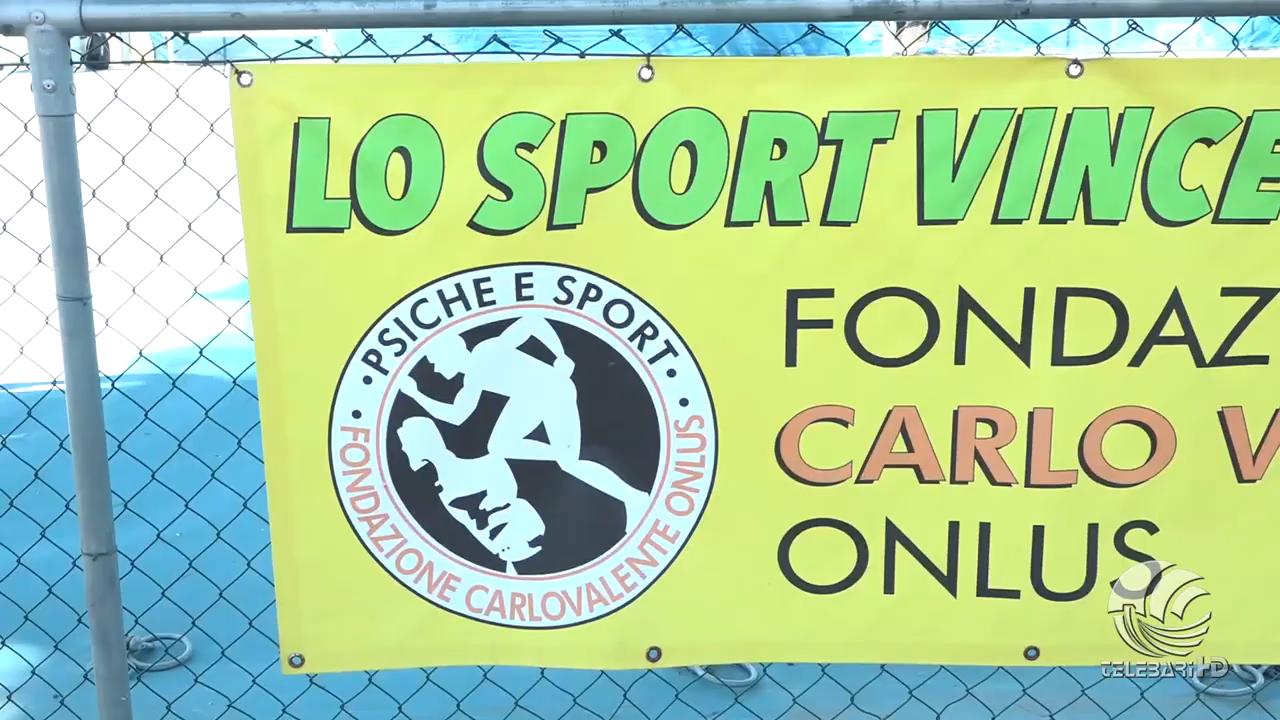 LO SPORT VINCE
• PSICHE E SPORT •
• FONDAZIONE CARLOVALENTE ONLUS •
FONDAZ
CARLO V
ONLUS
TELEBARI HD